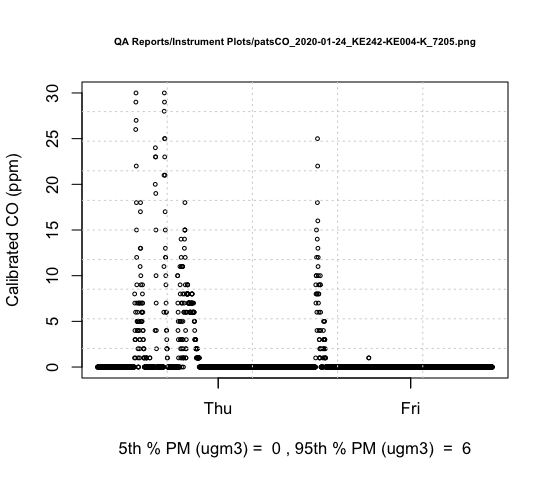 QA Reports/Instrument Plots/patsCO_2020-01-24_KE242-KE004-K_7205.png
Calibrated CO (ppm)
30
25
20
15
10
5
0
Thu Fri
5th % PM (ugm3) = 0 , 95th % PM (ugm3) = 6